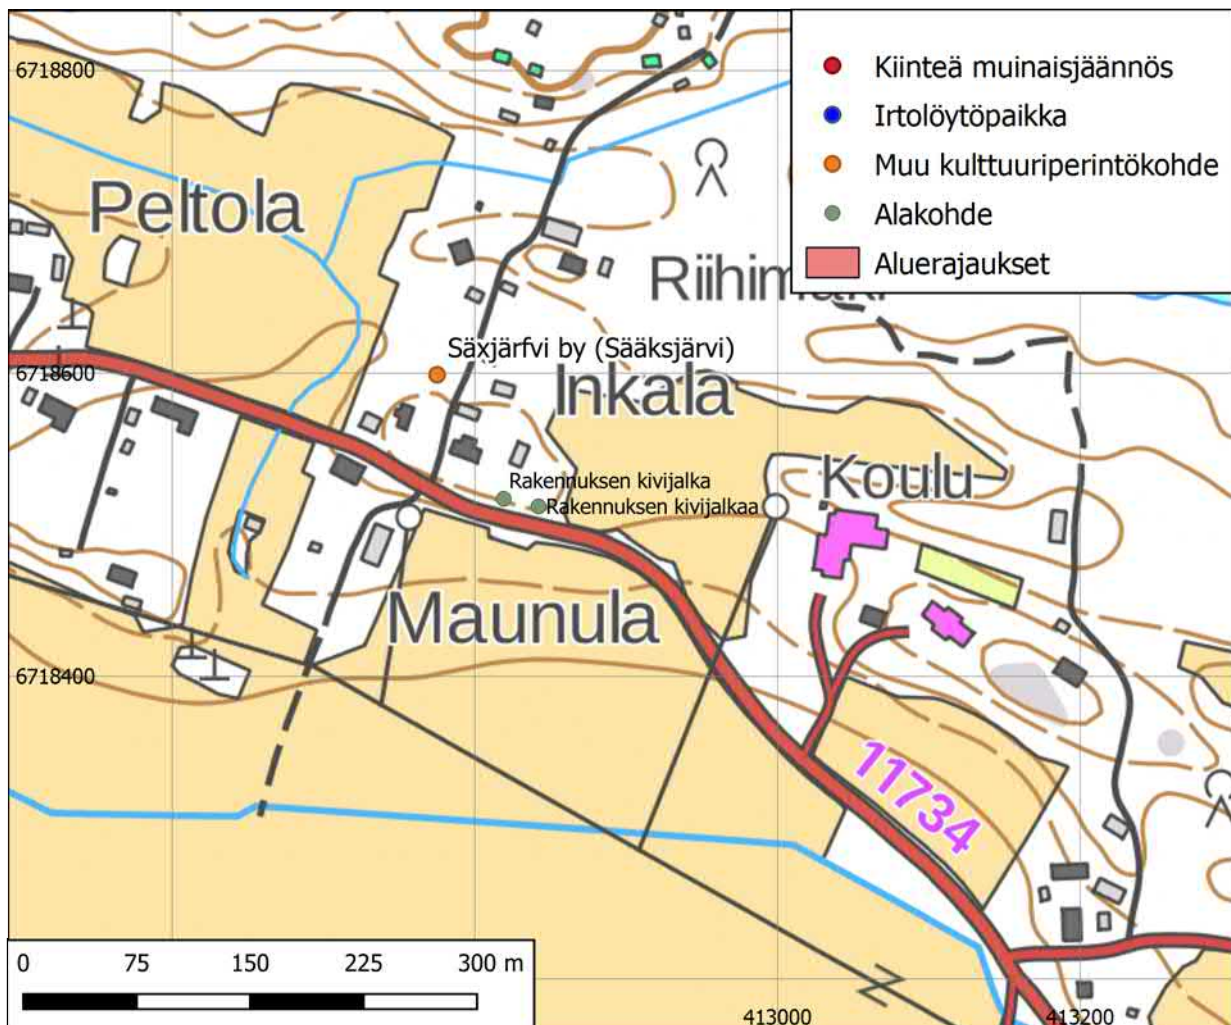 6718800
Kiinteä muinaisjäännös
Irtolöytöpaikka
Muu kulttuuriperintökohde
Alakohde
Aluerajaukset
Peltola
Säxjärfvi by (Sääksjärvi)
6718600
Inkala
Koulu
Rakennuksen kivijalka
Rakennuksen kivijalkaa
Maunula
6718400
11734
0 75 150 225 300 m
413000 413200